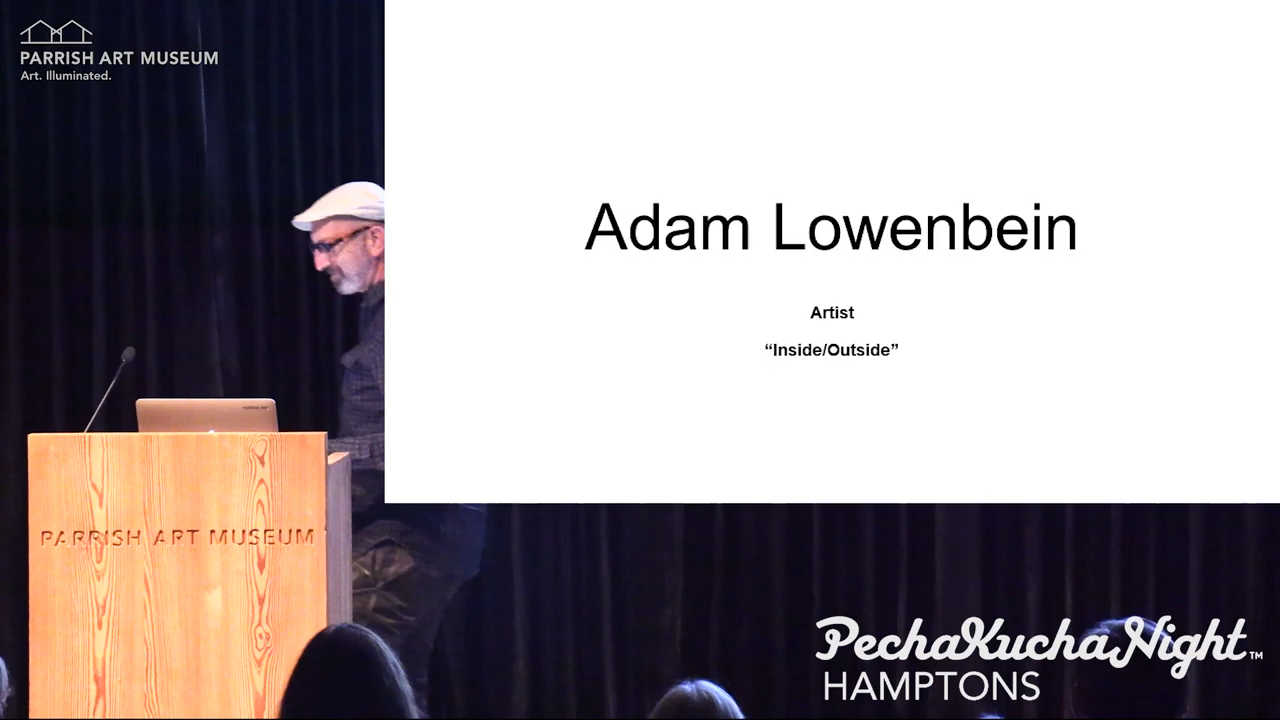 PARRISH ART MUSEUM
Art. Illuminated.
Adam Lowenbein
Artist
“Inside/Outside”
PARRISH ART MUSEUM
PechaKuchaNight™
HAMPTONS